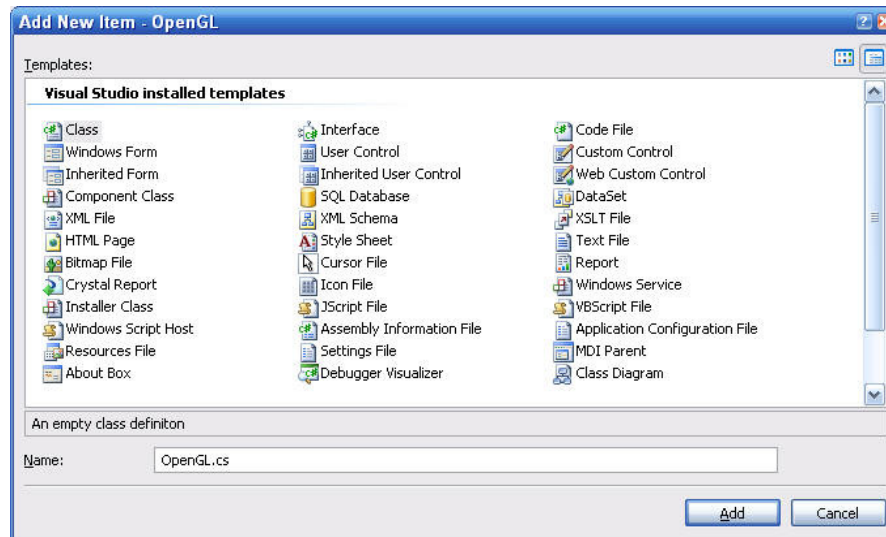 Add New Item - OpenGL
Templates:
Visual Studio installed templates
Class Interface Code File
Windows Form User Control Custom Control
Inherited Form Inherited User Control Web Custom Control
Component Class SQL Database DataSet
XML File XML Schema XSLT File
HTML Page Style Sheet Text File
Bitmap File Cursor File Report
Crystal Report Icon File Windows Service
Installer Class JScript File VBScript File
Windows Script Host Assembly Information File Application Configuration File
Resources File Settings File MDI Parent
About Box Debugger Visualizer Class Diagram
An empty class definiton
Name: OpenGL.cs
Add Cancel